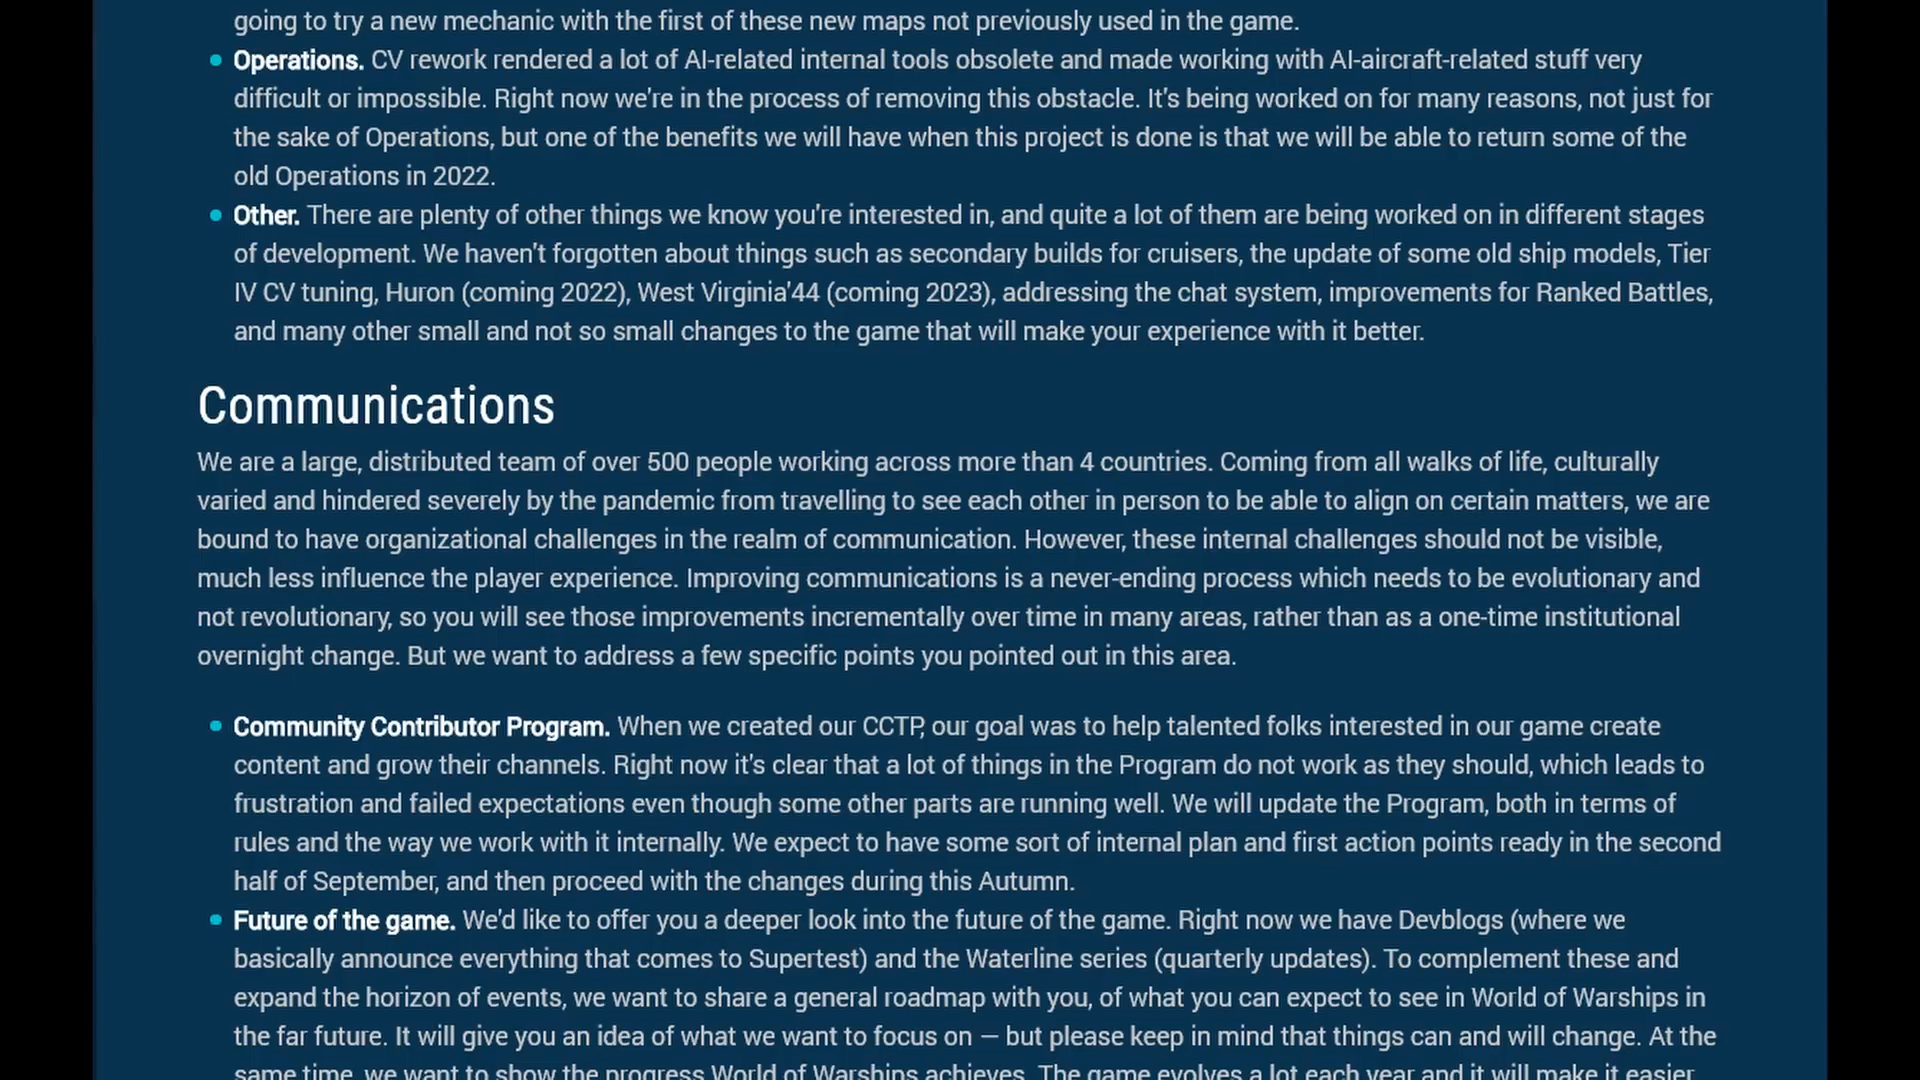 going to try a new mechanic with the first of these new maps not previously used in the game.
Operations. CV rework rendered a lot of AI-related internal tools obsolete and made working with AI-aircraft-related stuff very
difficult or impossible. Right now we're in the process of removing this obstacle. It's being worked on for many reasons, not just for
the sake of Operations, but one of the benefits we will have when this project is done is that we will be able to return some of the
old Operations in 2022.
Other. There are plenty of other things we know you're interested in, and quite a lot of them are being worked on in different stages
of development. We haven't forgotten about things such as secondary builds for cruisers, the update of some old ship models, Tier
IV CV tuning, Huron (coming 2022), West Virginia'44 (coming 2023), addressing the chat system, improvements for Ranked Battles,
and many other small and not so small changes to the game that will make your experience with it better.
Communications
We are a large, distributed team of over 500 people working across more than 4 countries. Coming from all walks of life, culturally
varied and hindered severely by the pandemic from travelling to see each other in person to be able to align on certain matters, we are
bound to have organizational challenges in the realm of communication. However, these internal challenges should not be visible,
much less influence the player experience. Improving communications is a never-ending process which needs to be evolutionary and
not revolutionary, so you will see those improvements incrementally over time in many areas, rather than as a one-time institutional
overnight change. But we want to address a few specific points you pointed out in this area.
Community Contributor Program. When we created our CCTP, our goal was to help talented folks interested in our game create
content and grow their channels. Right now it's clear that a lot of things in the Program do not work as they should, which leads to
frustration and failed expectations even though some other parts are running well. We will update the Program, both in terms of
rules and the way we work with it internally. We expect to have some sort of internal plan and first action points ready in the second
half of September, and then proceed with the changes during this Autumn.
Future of the game. We'd like to offer you a deeper look into the future of the game. Right now we have Devblogs (where we
basically announce everything that comes to Supertest) and the Waterline series (quarterly updates). To complement these and
expand the horizon of events, we want to share a general roadmap with you, of what you can expect to see in World of Warships in
the far future. It will give you an idea of what we want to focus on — but please keep in mind that things can and will change. At the
same time, we want to show the progress World of Warships achieves. The game evolves a lot each year and it will make it easier